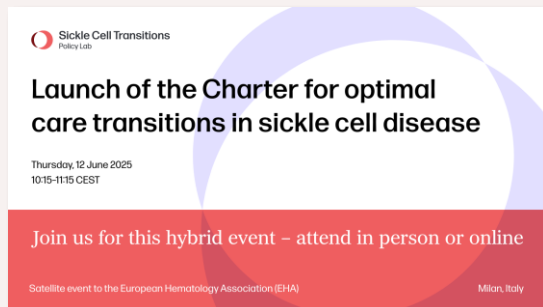 Sickle Cell Transitions
Policy Lab
Launch of the Charter for optimal
care transitions in sickle cell disease
Thursday, 12 June 2025
10:15–11:15 CEST
Join us for this hybrid event – attend in person or online
Satellite event to the European Hematology Association (EHA)
Milan, Italy